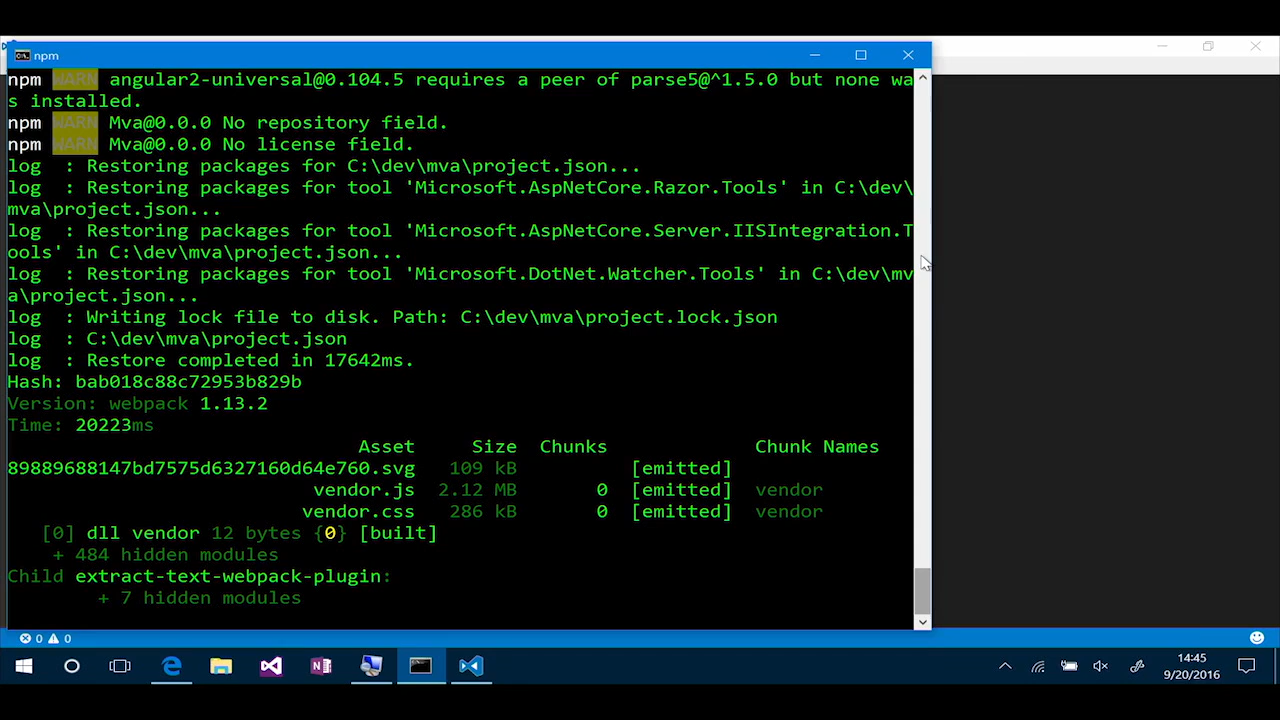 npm
npm WARN angular2-universal@0.104.5 requires a peer of parse5@^1.5.0 but none wa
s installed.
npm WARN Mva@0.0.0 No repository field.
npm WARN Mva@0.0.0 No license field.
log  : Restoring packages for C:\dev\mva\project.json...
log  : Restoring packages for tool 'Microsoft.AspNetCore.Razor.Tools' in C:\dev\
mva\project.json...
log  : Restoring packages for tool 'Microsoft.AspNetCore.Server.IISIntegration.T
ools' in C:\dev\mva\project.json...
log  : Restoring packages for tool 'Microsoft.DotNet.Watcher.Tools' in C:\dev\mv
a\project.json...
log  : Writing lock file to disk. Path: C:\dev\mva\project.lock.json
log  : C:\dev\mva\project.json
log  : Restore completed in 17642ms.
Hash: bab018c88c72953b829b
Version: webpack 1.13.2
Time: 20223ms
Asset Size Chunks Chunk Names
89889688147bd7575d6327160d64e760.svg 109 kB [emitted]
vendor.js 2.12 MB 0 [emitted] vendor
vendor.css 286 kB 0 [emitted] vendor
[0] dll vendor 12 bytes {0} [built]
+ 484 hidden modules
Child extract-text-webpack-plugin:
+ 7 hidden modules
0 0
14:45
9/20/2016